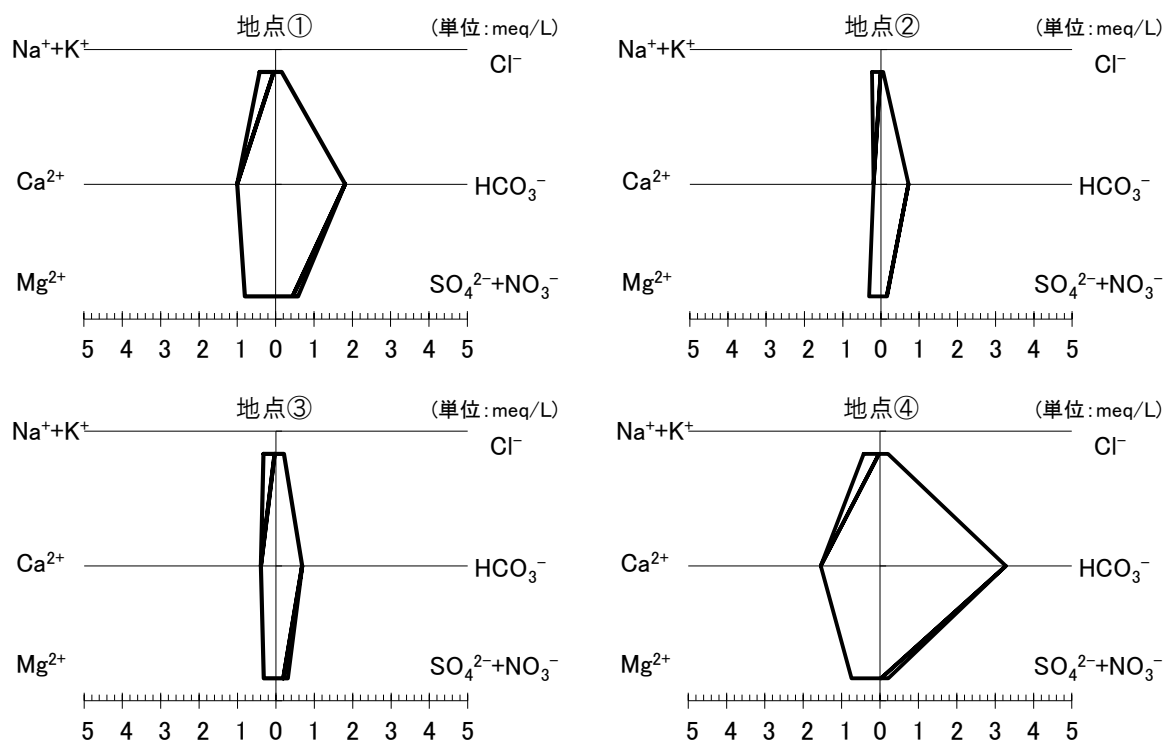 地点① (単位:meq/L)
Na⁺+K⁺ Cl⁻
Ca²⁺ HCO₃⁻
Mg²⁺ SO₄²⁻+NO₃⁻
5 4 3 2 1 0 1 2 3 4 5
地点② (単位:meq/L)
Na⁺+K⁺ Cl⁻
Ca²⁺ HCO₃⁻
Mg²⁺ SO₄²⁻+NO₃⁻
5 4 3 2 1 0 1 2 3 4 5
地点③ (単位:meq/L)
Na⁺+K⁺ Cl⁻
Ca²⁺ HCO₃⁻
Mg²⁺ SO₄²⁻+NO₃⁻
5 4 3 2 1 0 1 2 3 4 5
地点④ (単位:meq/L)
Na⁺+K⁺ Cl⁻
Ca²⁺ HCO₃⁻
Mg²⁺ SO₄²⁻+NO₃⁻
5 4 3 2 1 0 1 2 3 4 5